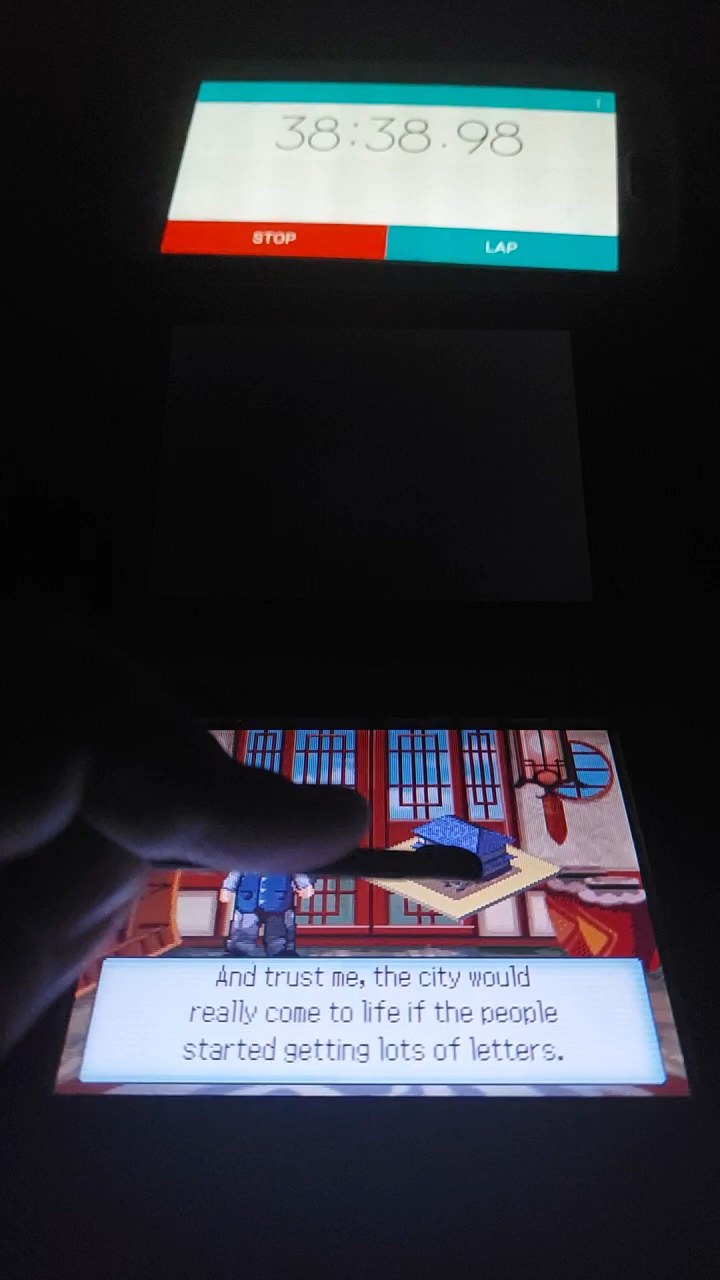 38:38.98
STOP
LAP
And trust me, the city would
really come to life if the people
started getting lots of letters.